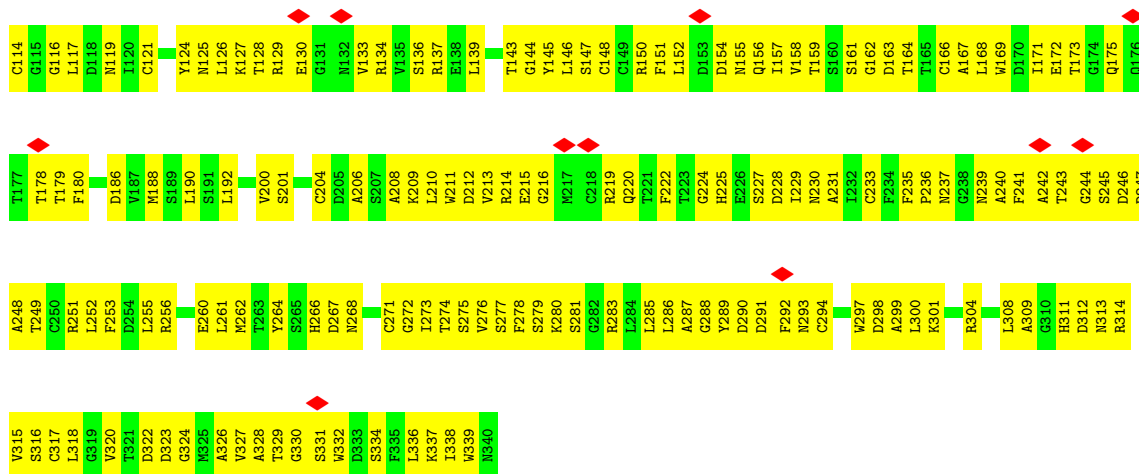 C114 G115 G116 L117 D118 N119 I120 C121 Y124 N125 L126 K127 T128 R129 E130 G131 N132 V133 R134 V135 S136 R137 E138 L139 T143 G144 Y145 L146 S147 C148 C149 R150 F151 L152 D153 D154 N155 Q156 I157 V158 T159 S160 S161 G162 D163 T164 T165 C166 A167 L168 W169 D170 I171 E172 T173 G174 Q175 Q176
T177 T178 T179 F180 D186 V187 M188 S189 L190 S191 L192 V200 S201 C204 D205 A206 S207 A208 K209 L210 W211 D212 V213 R214 E215 G216 M217 C218 R219 Q220 T221 F222 T223 G224 H225 E226 S227 D228 I229 N230 A231 I232 C233 F234 F235 P236 N237 G238 N239 A240 F241 A242 T243 G244 S245 D246
A248 T249 C250 R251 L252 F253 D254 L255 R256 E260 L261 M262 T263 Y264 S265 H266 D267 N268 C271 G272 I273 T274 S275 V276 S277 F278 S279 K280 S281 G282 R283 L284 L285 L286 A287 G288 Y289 D290 D291 F292 N293 C294 W297 D298 A299 L300 K301 R304 L308 A309 G310 H311 D312 N313 R314
V315 S316 C317 L318 G319 V320 T321 D322 D323 G324 M325 A326 V327 A328 T329 G330 S331 W332 D333 S334 F335 L336 K337 I338 W339 N340